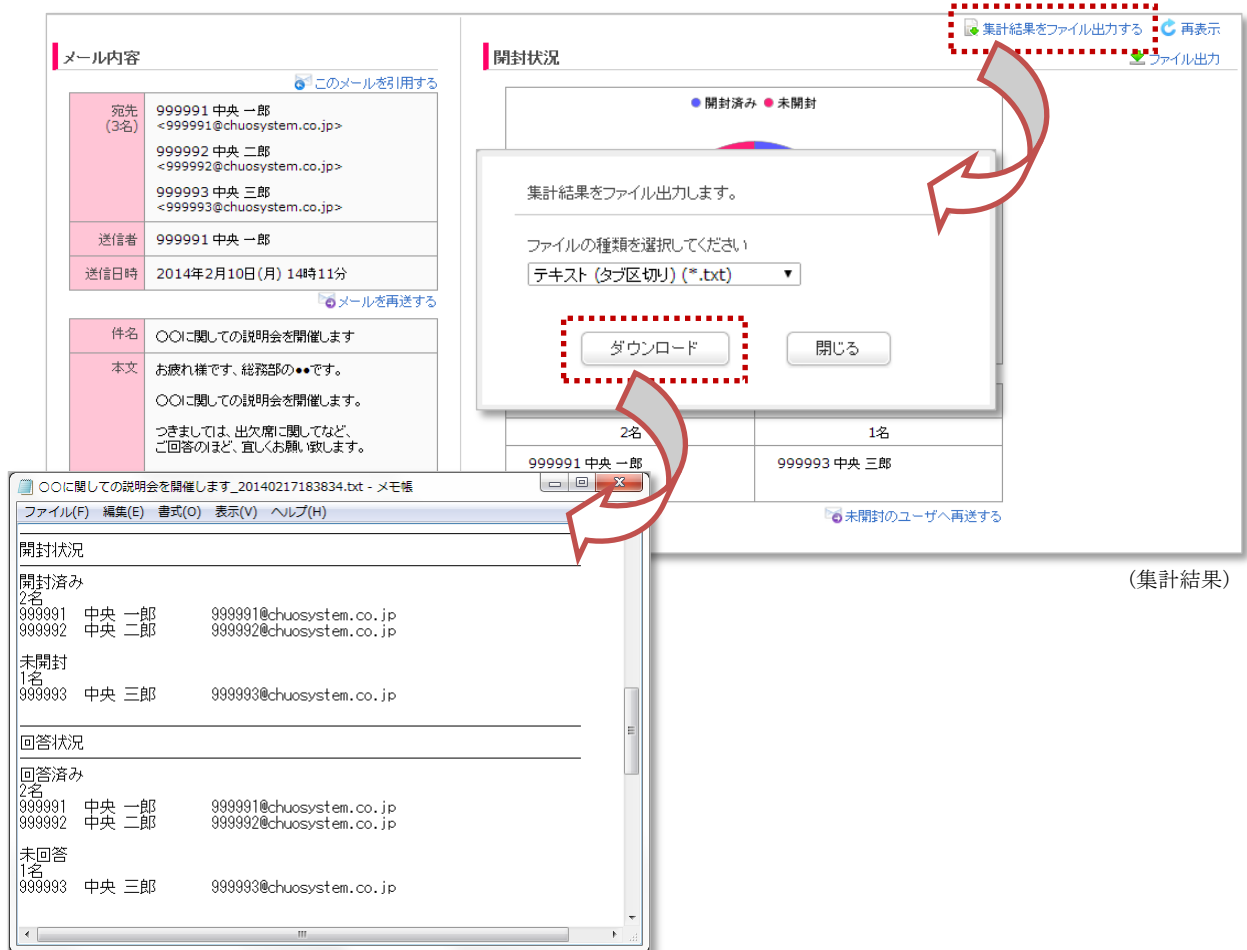 集計結果をファイル出力する 再表示
メール内容
開封状況
ファイル出力
このメールを引用する
宛先
(3名)
999991 中央 一郎
<999991@chuosystem.co.jp>
999992 中央 二郎
<999992@chuosystem.co.jp>
999993 中央 三郎
<999993@chuosystem.co.jp>
送信者 999991 中央 一郎
送信日時 2014年2月10日(月) 14時11分
メールを再送する
件名 〇〇に関しての説明会を開催します
本文 お疲れ様です、総務部の●●です。
〇〇に関しての説明会を開催します。
つきましては、出欠席に関してなど、
ご回答のほど、宜しくお願い致します。
●開封済み ●未開封
集計結果をファイル出力します。
ファイルの種類を選択してください
テキスト (タブ区切り) (*.txt) ▼
ダウンロード 閉じる
2名 1名
999991 中央 一郎 999993 中央 三郎
未開封のユーザへ再送する
(集計結果)
〇〇に関しての説明会を開催します_20140217183834.txt - メモ帳
ファイル(F) 編集(E) 書式(O) 表示(V) ヘルプ(H)
開封状況
開封済み
2名
999991 中央 一郎 999991@chuosystem.co.jp
999992 中央 二郎 999992@chuosystem.co.jp
未開封
1名
999993 中央 三郎 999993@chuosystem.co.jp
回答状況
回答済み
2名
999991 中央 一郎 999991@chuosystem.co.jp
999992 中央 二郎 999992@chuosystem.co.jp
未回答
1名
999993 中央 三郎 999993@chuosystem.co.jp